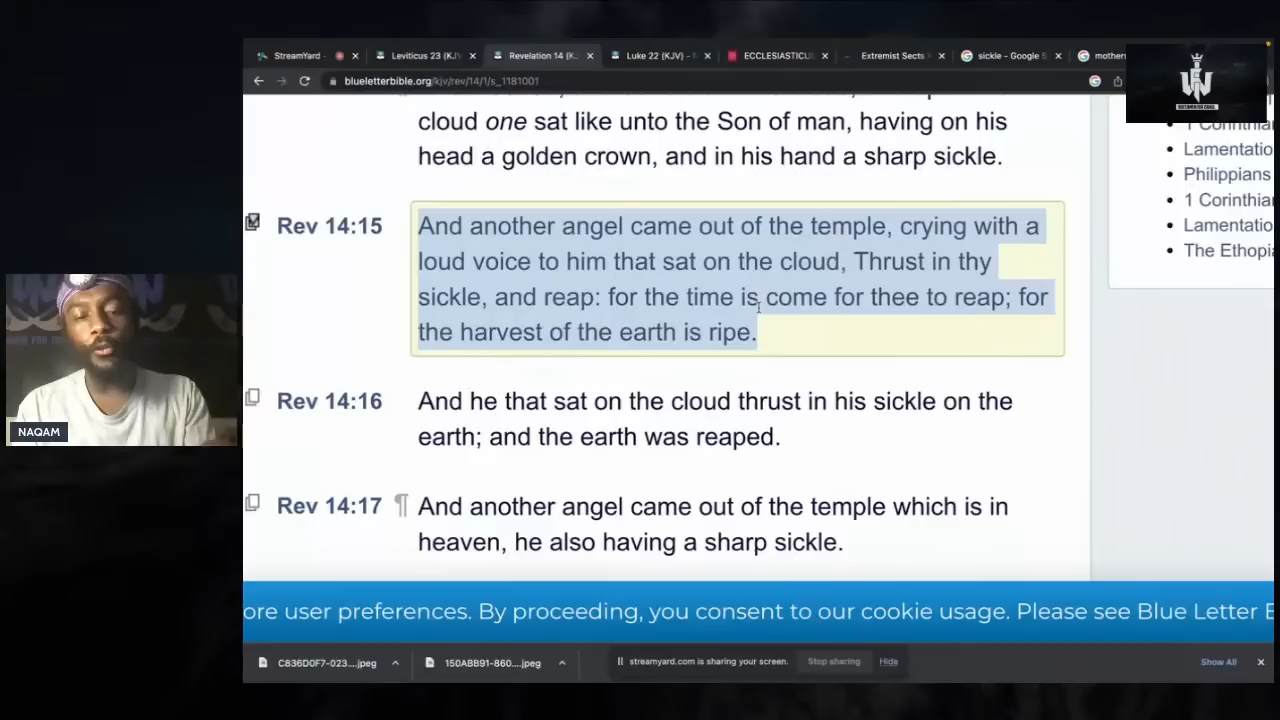 StreamYard
Leviticus 23 (KJV
Revelation 14 (K.
Luke 22 (KJV) -
ECCLESIASTICUS
Extremist Sects
sickle - Google S
mothers
blueletterbible.org/kjv/rev/14/1/s_1181001
cloud one sat like unto the Son of man, having on his
head a golden crown, and in his hand a sharp sickle.
Rev 14:15 And another angel came out of the temple, crying with a
loud voice to him that sat on the cloud, Thrust in thy
sickle, and reap: for the time is come for thee to reap; for
the harvest of the earth is ripe.
Rev 14:16 And he that sat on the cloud thrust in his sickle on the
earth; and the earth was reaped.
Rev 14:17 ¶ And another angel came out of the temple which is in
heaven, he also having a sharp sickle.
1 Corinthia
Lamentatio
Philippians
1 Corinthia
Lamentatio
The Ethopia
NAQAM
ore user preferences. By proceeding, you consent to our cookie usage. Please see Blue Letter B
C836D0F7-023....jpeg
150ABB91-860....jpeg
streamyard.com is sharing your screen.
Stop sharing
Hide
Show All